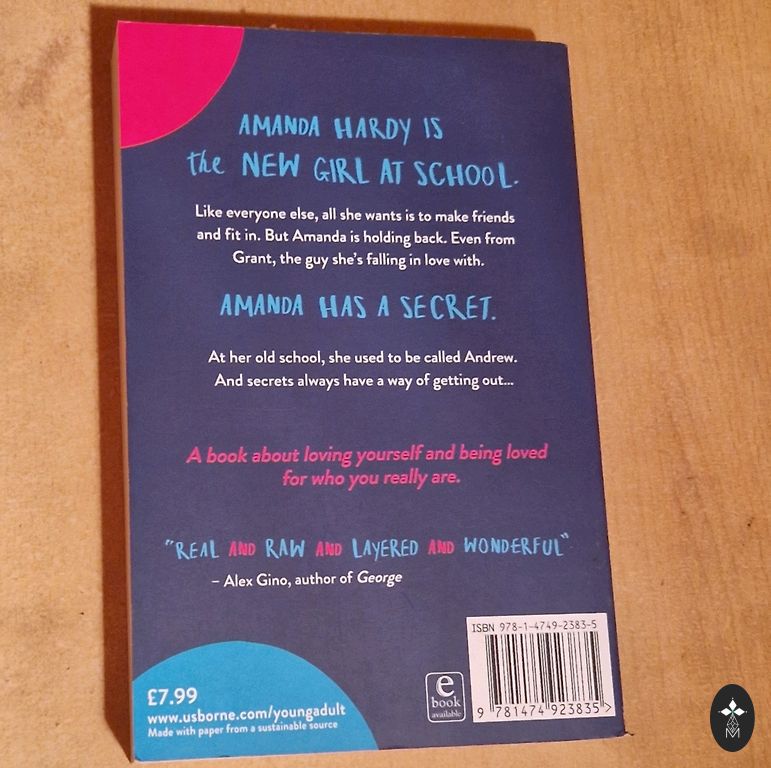 AMANDA HARDY IS
the NEW GIRL AT SCHOOL.
Like everyone else, all she wants is to make friends
and fit in. But Amanda is holding back. Even from
Grant, the guy she's falling in love with.
AMANDA HAS A SECRET.
At her old school, she used to be called Andrew.
And secrets always have a way of getting out...
A book about loving yourself and being loved
for who you really are.
"REAL AND RAW AND LAYERED AND WONDERFUL"
– Alex Gino, author of George
ISBN 978-1-4749-2383-5
9 781474 923835 >
e
book
available
£7.99
www.usborne.com/youngadult
Made with paper from a sustainable source